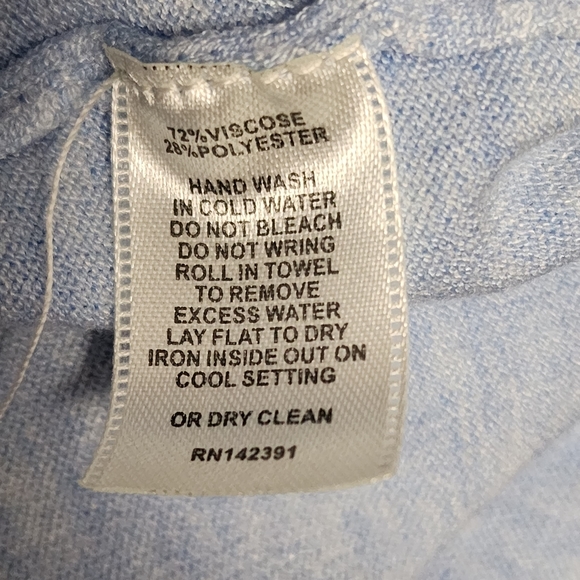 72%VISCOSE
28%POLYESTER
HAND WASH
IN COLD WATER
DO NOT BLEACH
DO NOT WRING
ROLL IN TOWEL
TO REMOVE
EXCESS WATER
LAY FLAT TO DRY
IRON INSIDE OUT ON
COOL SETTING
OR DRY CLEAN
RN142391